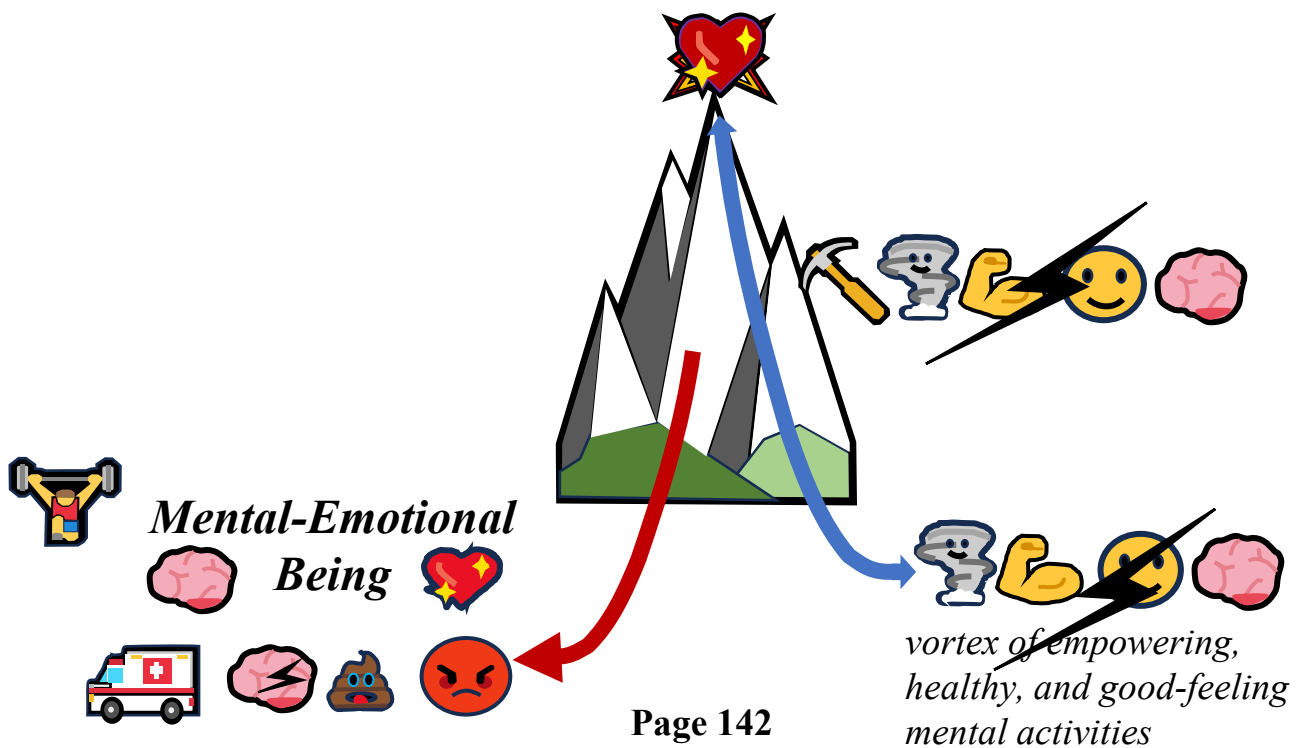 Mental-Emotional
Being
vortex of empowering,
healthy, and good-feeling
mental activities
Page 142